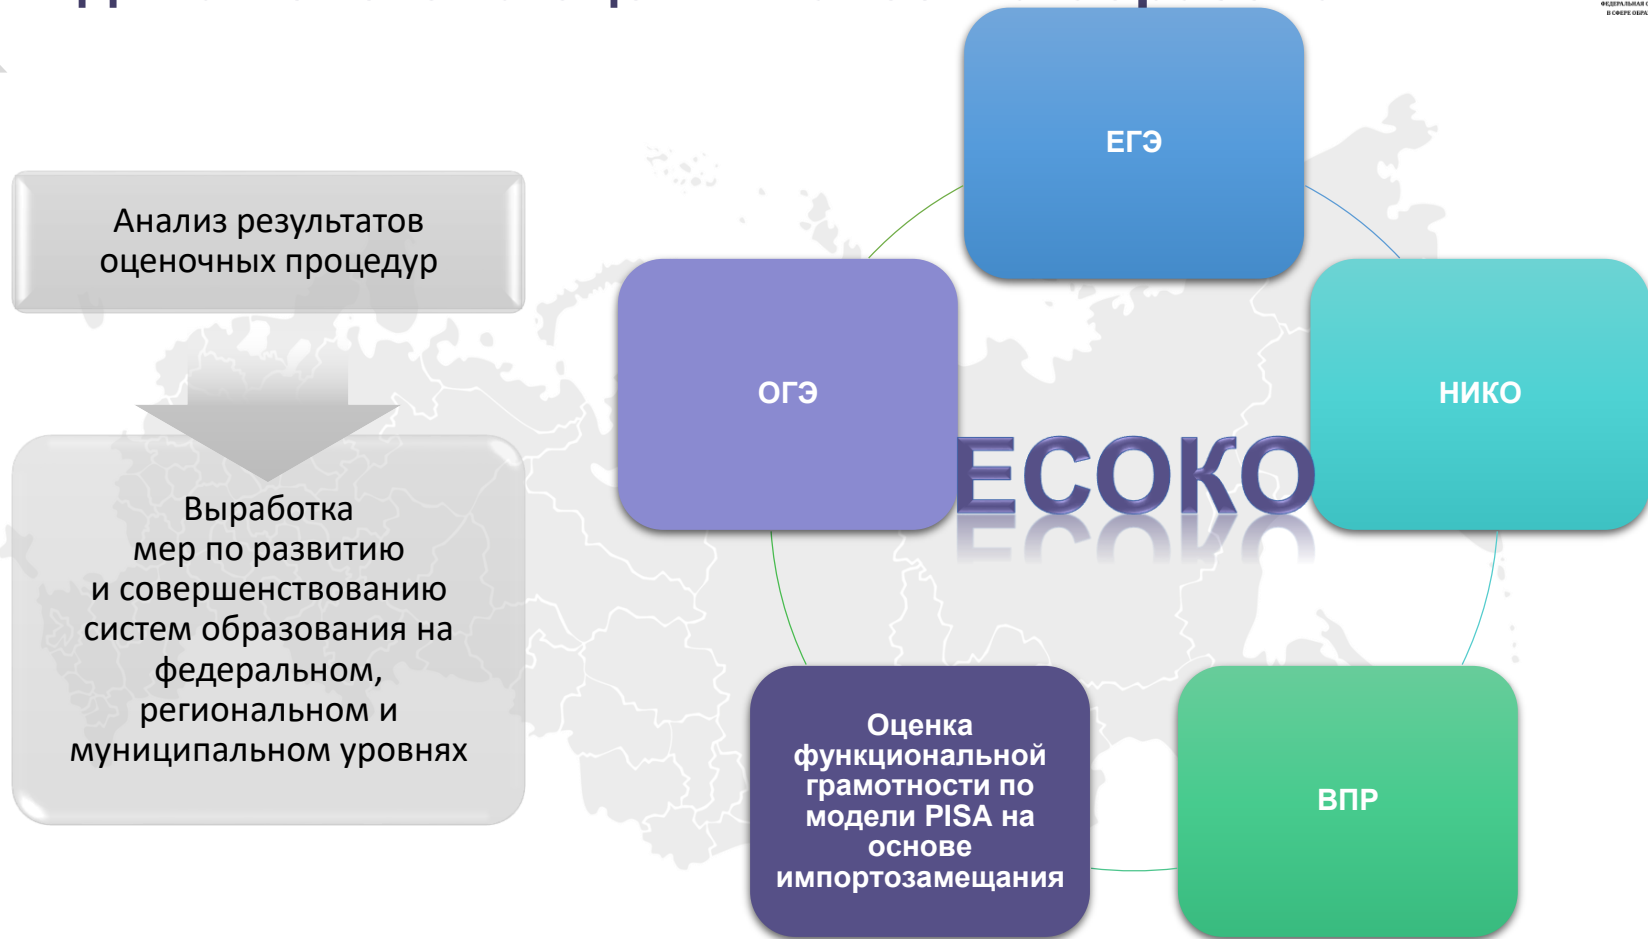 Анализ результатов
оценочных процедур
Выработка
мер по развитию
и совершенствованию
систем образования на
федеральном,
региональном и
муниципальном уровнях
ЕГЭ
НИКО
ВПР
Оценка
функциональной
грамотности по
модели PISA на
основе
импортозамещания
ОГЭ
ЕСОКО